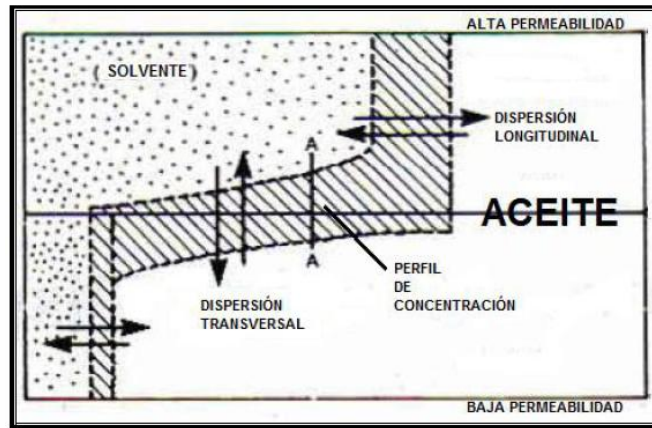 ALTA PERMEABILIDAD
( SOLVENTE)
DISPERSIÓN
LONGITUDINAL
A
ACEITE
A
PERFIL
DE
CONCENTRACIÓN
DISPERSIÓN
TRANSVERSAL
BAJA PERMEABILIDAD